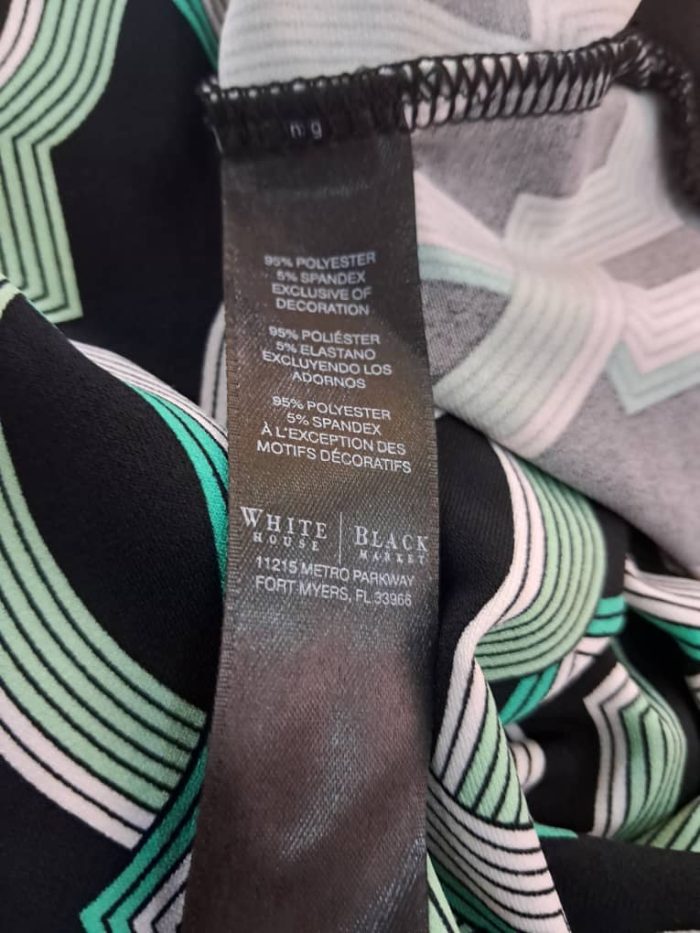 95% POLYESTER
5% SPANDEX
EXCLUSIVE OF
DECORATION
95% POLIÉSTER
5% ELASTANO
EXCLUYENDO LOS
ADORNOS
95% POLYESTER
5% SPANDEX
À L'EXCEPTION DES
MOTIFS DÉCORATIFS
WHITE HOUSE | BLACK MARKET
11215 METRO PARKWAY
FORT MYERS, FL 33966